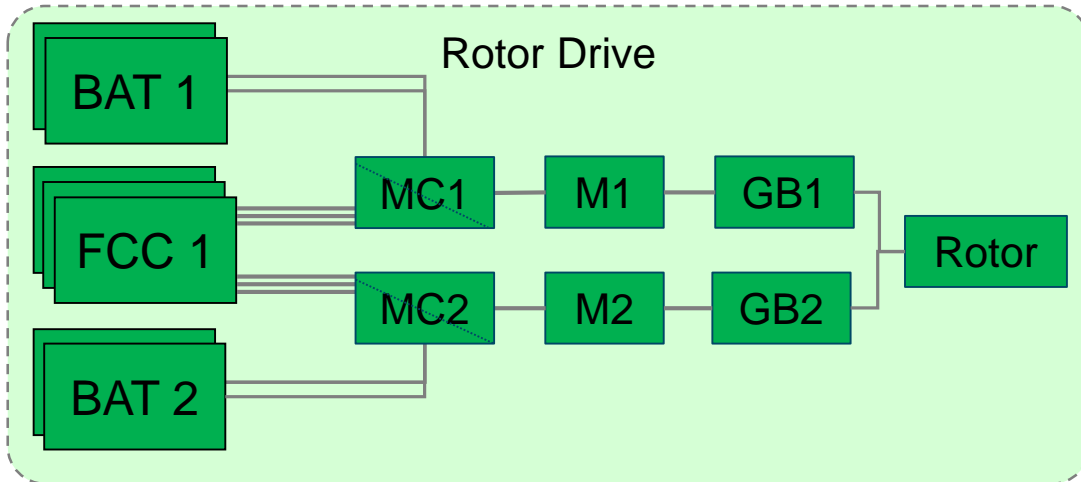 Rotor Drive
BAT 1
MC1
M1
GB1
FCC 1
Rotor
MC2
M2
GB2
BAT 2